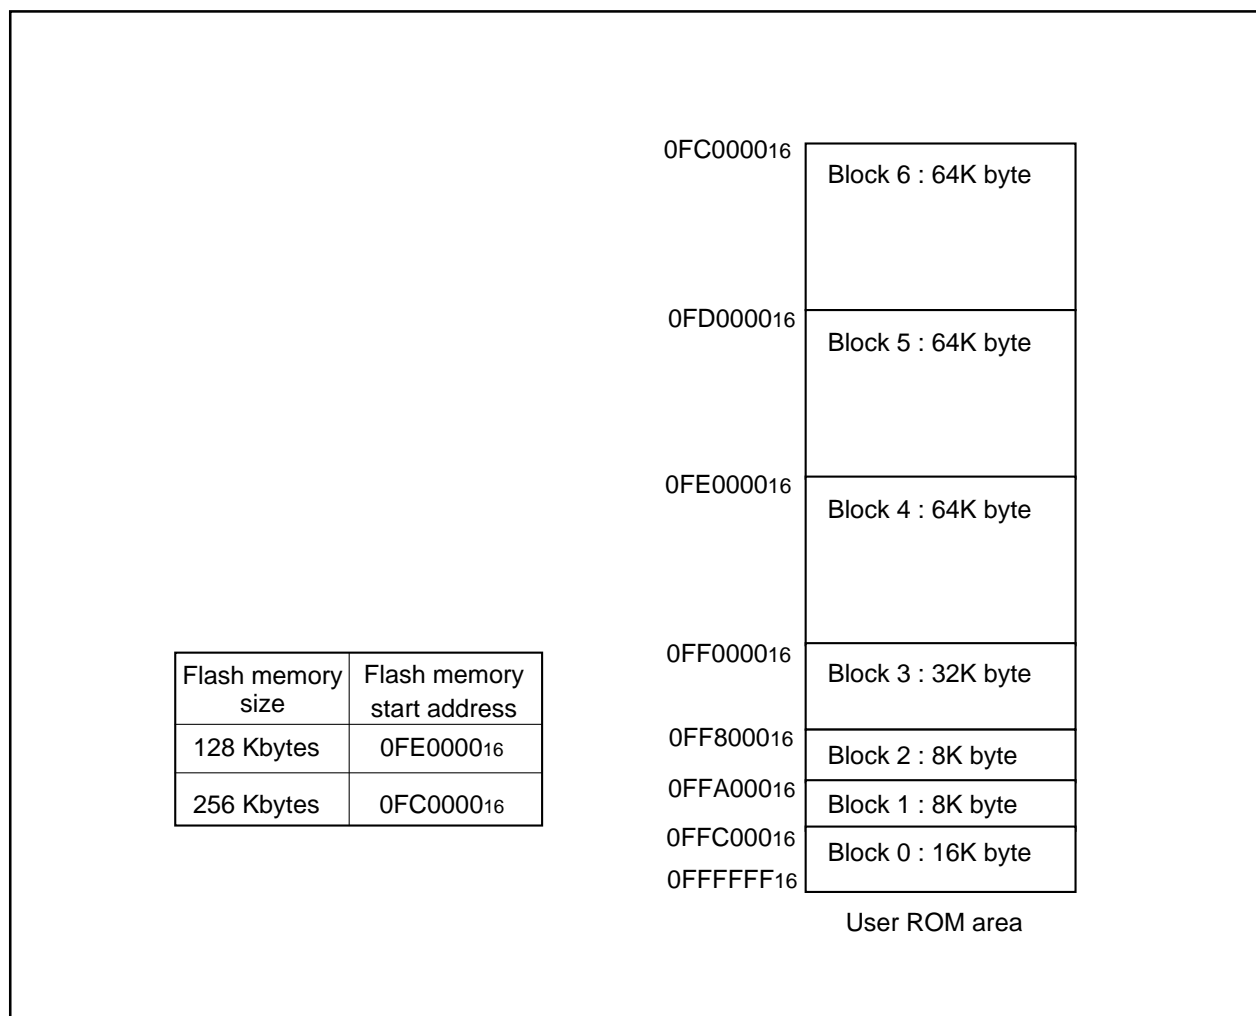 0FC000016
Block 6 : 64K byte
0FD000016
Block 5 : 64K byte
0FE000016
Block 4 : 64K byte
0FF000016
Block 3 : 32K byte
0FF800016
Block 2 : 8K byte
0FFA00016
Block 1 : 8K byte
0FFC00016
Block 0 : 16K byte
0FFFFFF16
User ROM area
Flash memory size
Flash memory start address
128 Kbytes
0FE000016
256 Kbytes
0FC000016